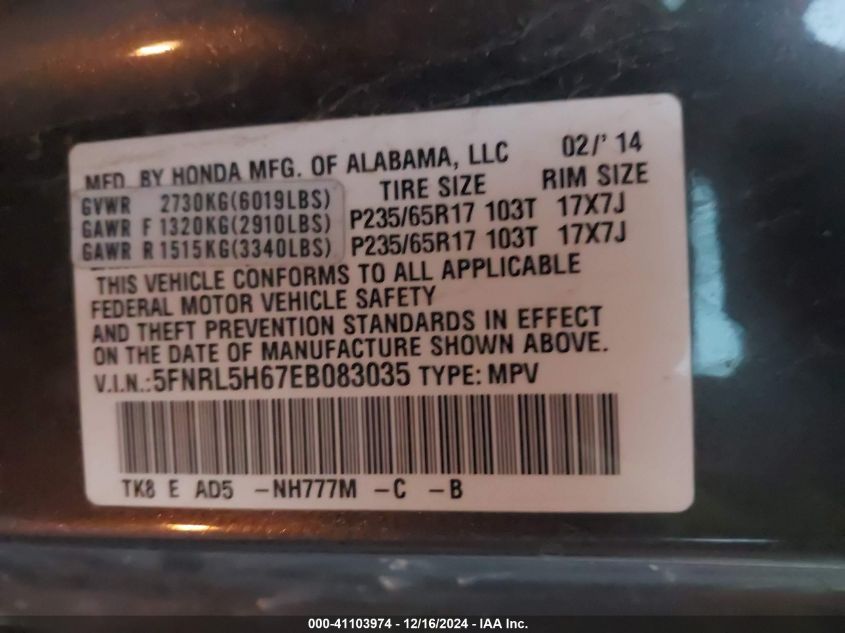 MFD. BY HONDA MFG. OF ALABAMA, LLC 02/' 14
TIRE SIZE RIM SIZE
GVWR 2730KG(6019LBS)
GAWR F 1320KG(2910LBS) P235/65R17 103T 17X7J
GAWR R 1515KG(3340LBS) P235/65R17 103T 17X7J
THIS VEHICLE CONFORMS TO ALL APPLICABLE
FEDERAL MOTOR VEHICLE SAFETY
AND THEFT PREVENTION STANDARDS IN EFFECT
ON THE DATE OF MANUFACTURE SHOWN ABOVE.
V.I.N.:5FNRL5H67EB083035 TYPE: MPV
TK8 E AD5 -NH777M -C -B
000-41103974 - 12/16/2024 - IAA Inc.